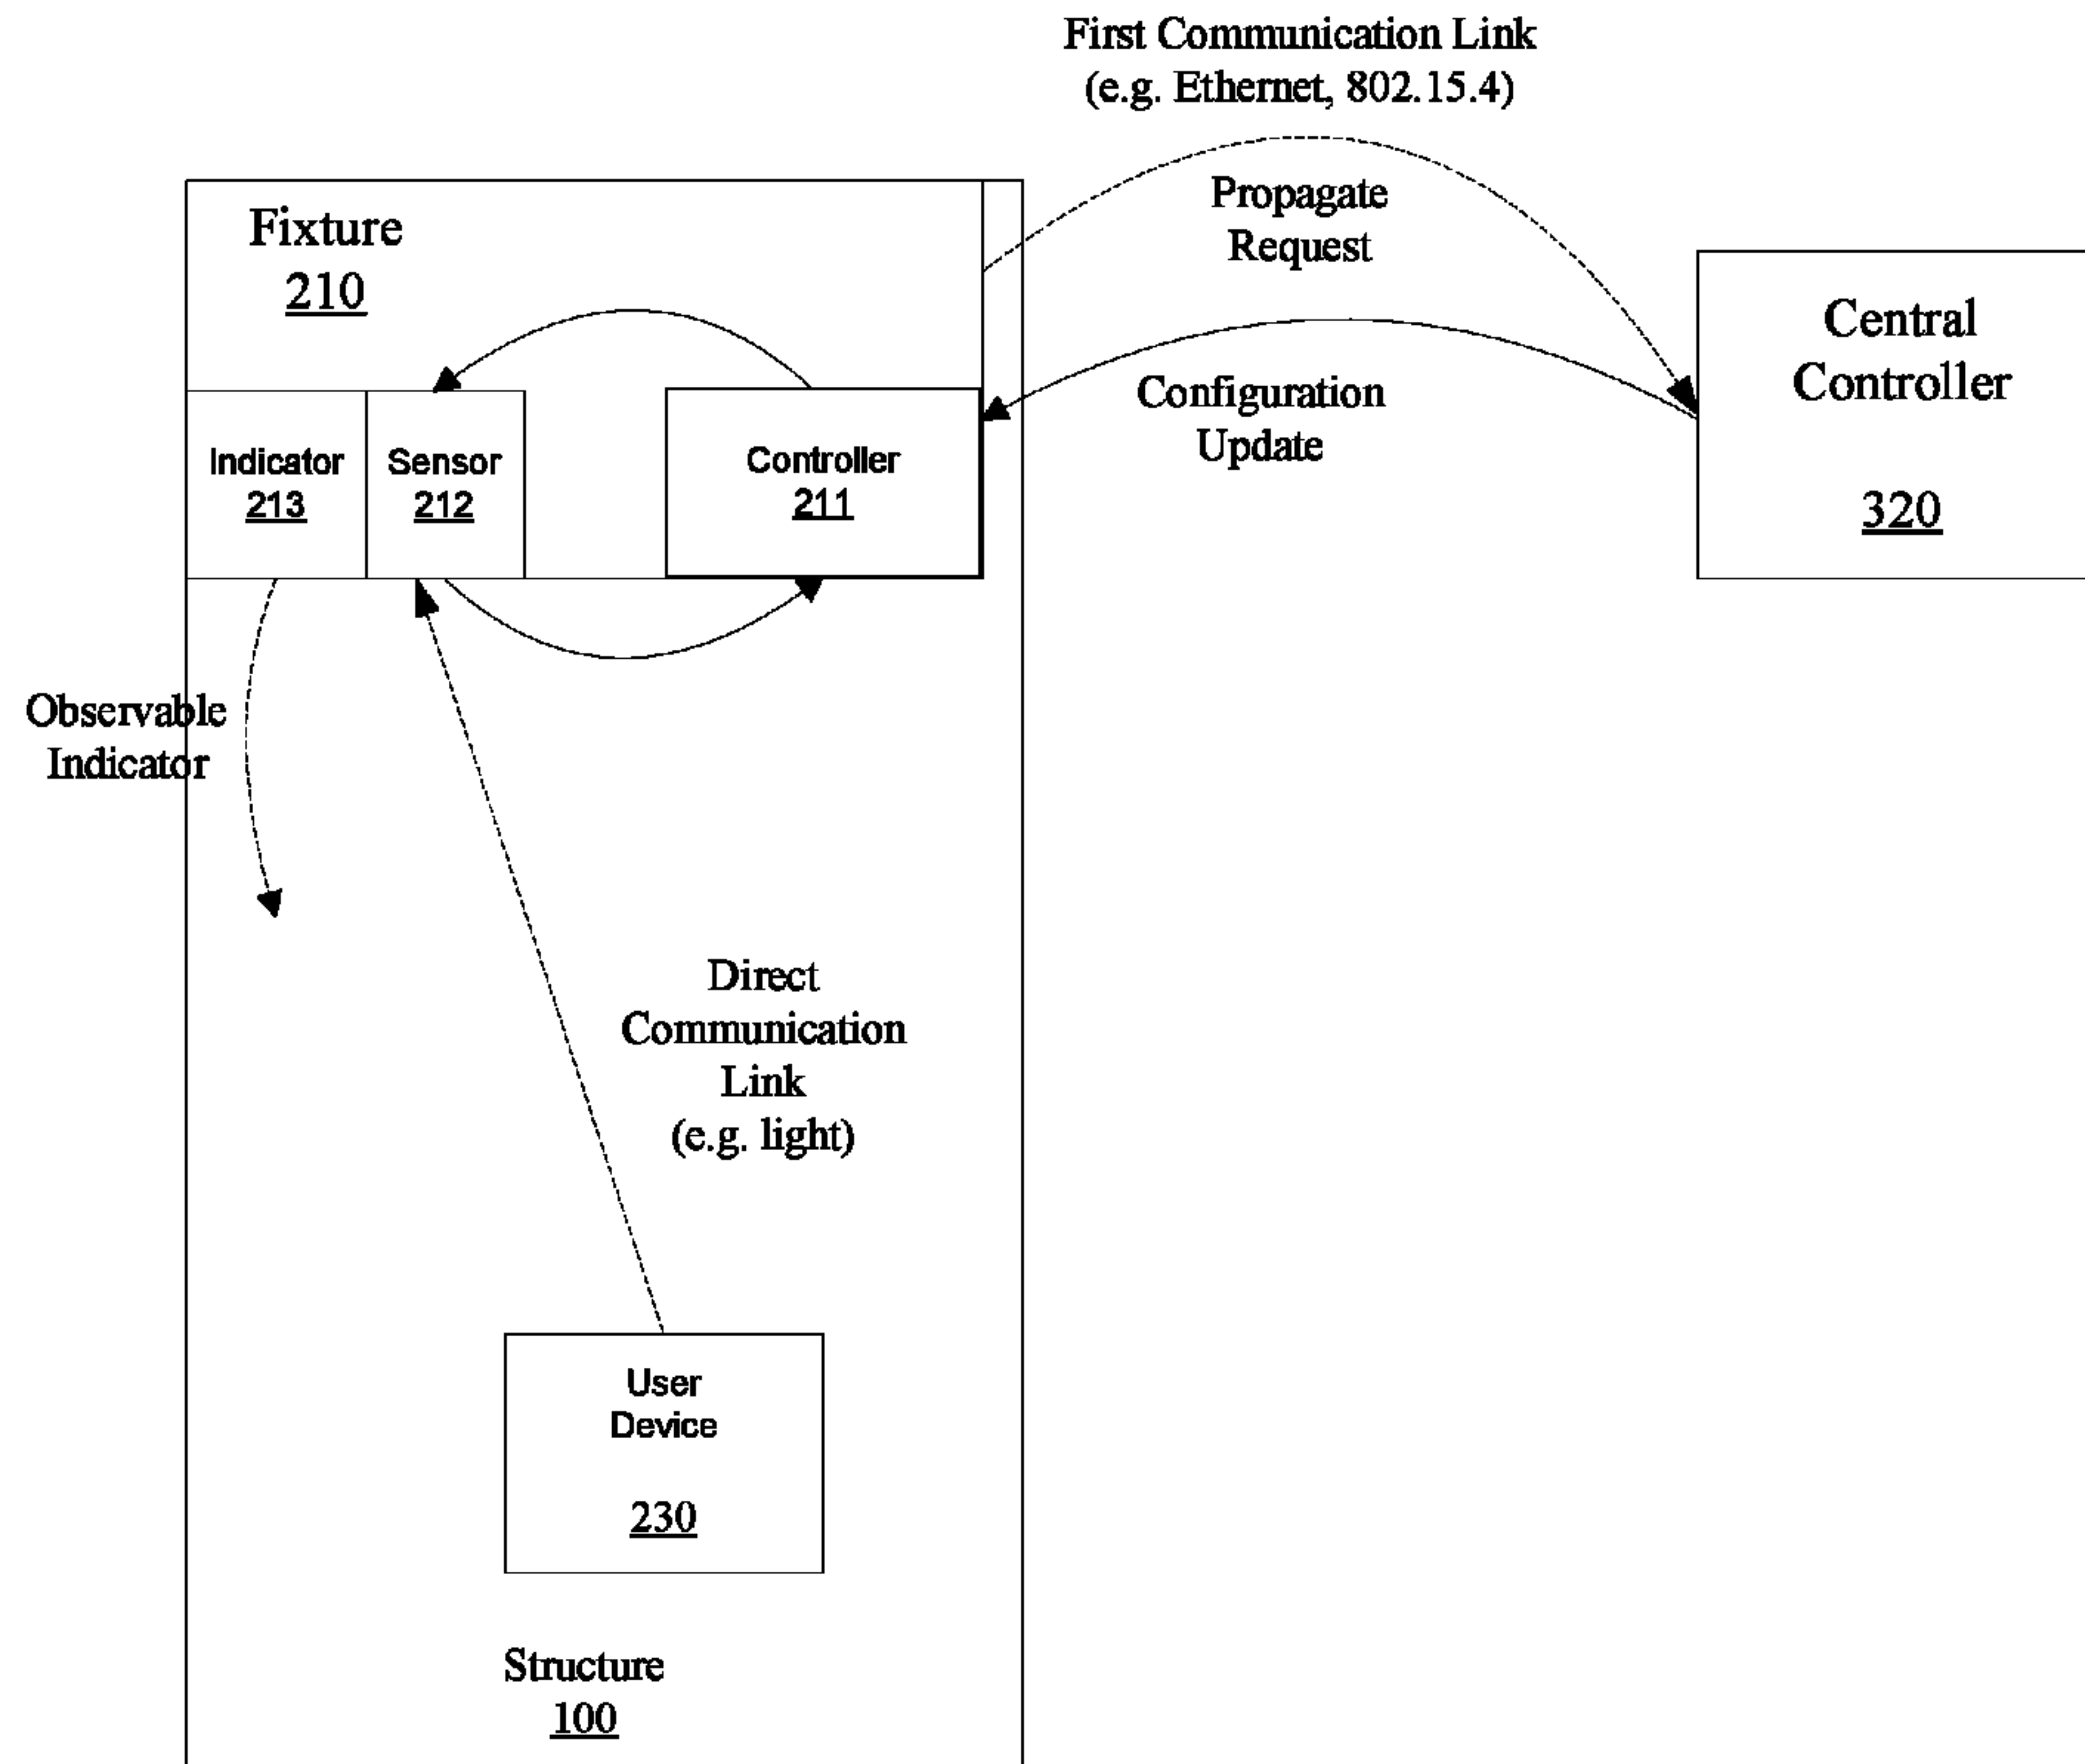 First Communication Link
(e.g. Ethernet, 802.15.4)
Propagate
Request
Fixture
210
Central
Controller
320
Configuration
Update
Indicator
213
Sensor
212
Controller
211
Observable
Indicator
Direct
Communication
Link
(e.g. light)
User
Device
230
Structure
100